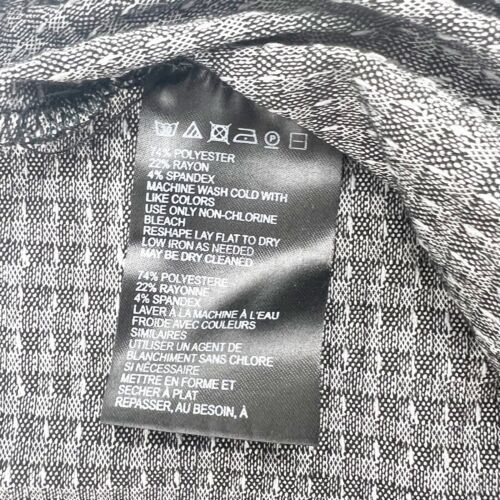 74% POLYESTER
22% RAYON
4% SPANDEX
MACHINE WASH COLD WITH
LIKE COLORS
USE ONLY NON-CHLORINE
BLEACH
RESHAPE LAY FLAT TO DRY
LOW IRON AS NEEDED
MAY BE DRY CLEANED
74% POLYESTERE
22% RAYONNE
4% SPANDEX
LAVER À LA MACHINE À L'EAU
FROIDE AVEC COULEURS
SIMILAIRES
UTILISER UN AGENT DE
BLANCHIMENT SANS CHLORE
SI NÉCESSAIRE
METTRE EN FORME ET
SECHER À PLAT
REPASSER, AU BESOIN, À